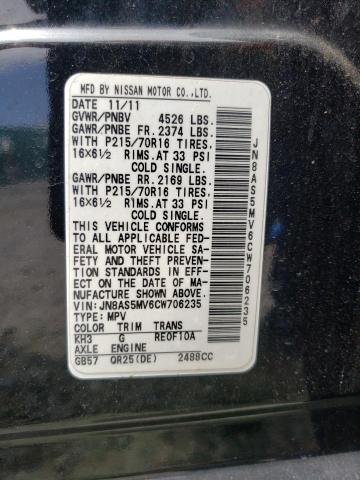 MFD BY NISSAN MOTOR CO., LTD.
DATE 11/11
GVWR/PNBV 4526 LBS.
GAWR/PNBE FR. 2374 LBS.
WITH P215/70R16 TIRES,
16X6½ RIMS. AT 33 PSI
COLD SINGLE.
GAWR/PNBE RR. 2169 LBS.
WITH P215/70R16 TIRES,
16X6½ RIMS. AT 33 PSI
COLD SINGLE.
THIS VEHICLE CONFORMS
TO ALL APPLICABLE FED-
ERAL MOTOR VEHICLE SA-
FETY AND THEFT PREVEN-
TION STANDARDS IN EFF-
ECT ON THE DATE OF MA-
NUFACTURE SHOWN ABOVE.
VIN: JN8AS5MV6CW706235
TYPE: MPV
COLOR TRIM TRANS
KH3 G RE0F10A
AXLE ENGINE
GB57 QR25(DE) 2488CC
JN8AS5MV6CW706235